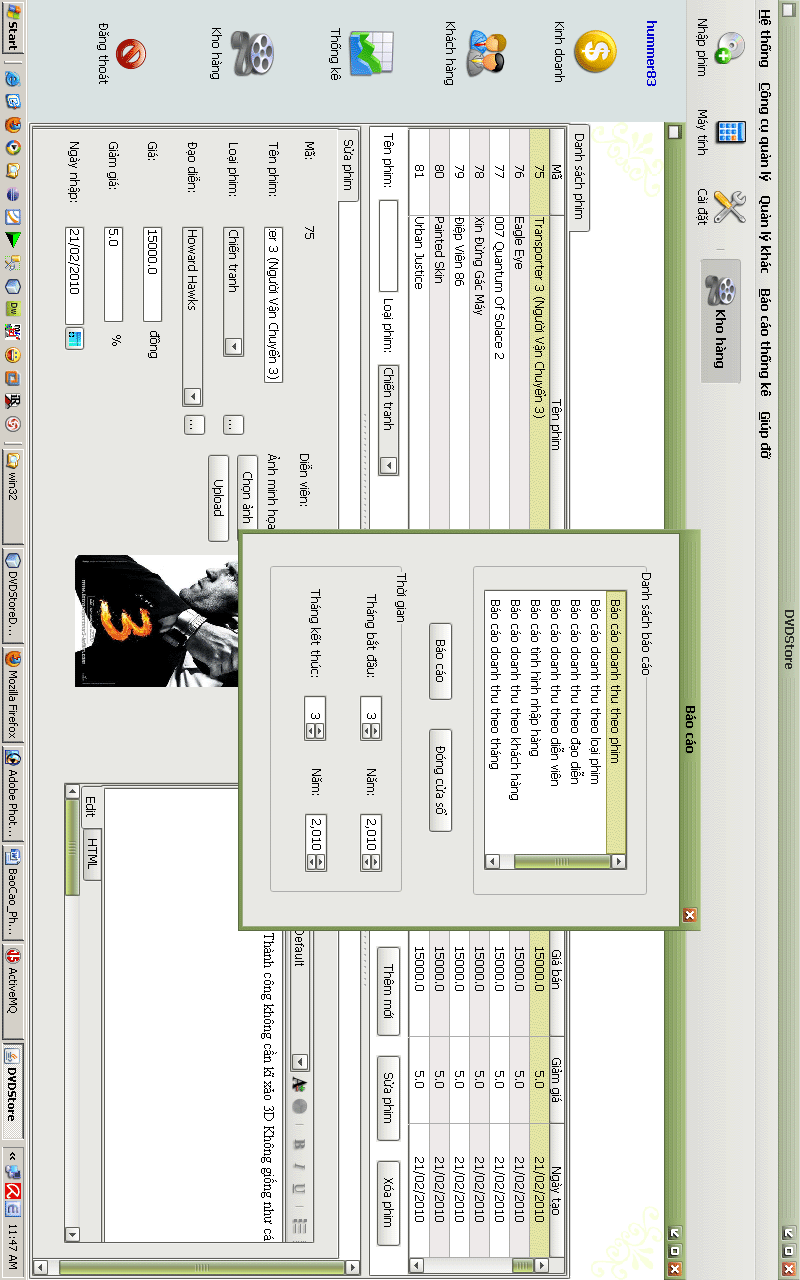 DVDStore
Hệ thống Công cụ quản lý Quản lý khác Báo cáo thống kê Giúp đỡ
Nhập phim Máy tính Cài đặt Kho hàng
hummer83
Kinh doanh
Khách hàng
Thống kê
Kho hàng
Đăng thoát
Danh sách phim
Mã Tên phim Giá bán Giảm giá Ngày tạo
75 Transporter 3 (Người Vận Chuyển 3) 15000.0 5.0 21/02/2010
76 Eagle Eye 15000.0 5.0 21/02/2010
77 007 Quantum Of Solace 2 15000.0 5.0 21/02/2010
78 Xin Đừng Gác Máy 15000.0 5.0 21/02/2010
79 Điệp Viên 86 15000.0 5.0 21/02/2010
80 Painted Skin 15000.0 5.0 21/02/2010
81 Urban Justice 15000.0 5.0 21/02/2010
Tên phim: Loại phim: Chiến tranh Thêm mới Sửa phim Xóa phim
Sửa phim
Mã: 75
Tên phim: ter 3 (Người Vận Chuyển 3)
Loại phim: Chiến tranh ...
Đạo diễn: Howard Hawks ...
Giá: 15000.0 đồng
Giảm giá: 5.0 %
Ngày nhập: 21/02/2010
Diễn viên:
Ảnh minh họa
Chọn ảnh
Upload
3
Default B I U
Thành công không cần kĩ xảo 3D Không giống như cá
Edit HTML
Báo cáo
Danh sách báo cáo
Báo cáo doanh thu theo phim
Báo cáo doanh thu theo loại phim
Báo cáo doanh thu theo đạo diễn
Báo cáo doanh thu theo diễn viên
Báo cáo tình hình nhập hàng
Báo cáo doanh thu theo khách hàng
Báo cáo doanh thu theo tháng
Báo cáo Đóng cửa sổ
Thời gian
Tháng bắt đầu: 3 Năm: 2,010
Tháng kết thúc: 3 Năm: 2,010
Start win32 DVDStoreD... Mozilla Firefox Adobe Phot... BaoCao_Ph... ActiveMQ DVDStore « 11:47 AM